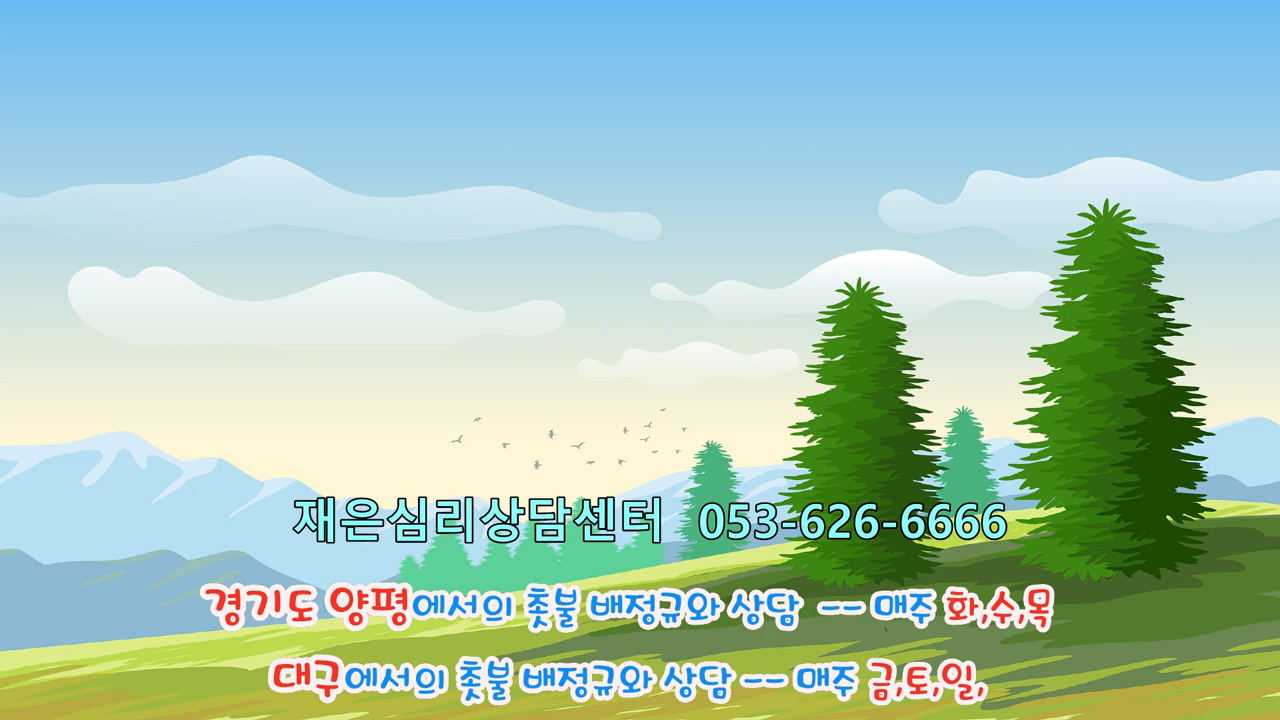 재은심리상담센터 053-626-6666
경기도 양평에서의 촛불 배정규와 상담 -- 매주 화,수,목
대구에서의 촛불 배정규와 상담 -- 매주 금,토,일,